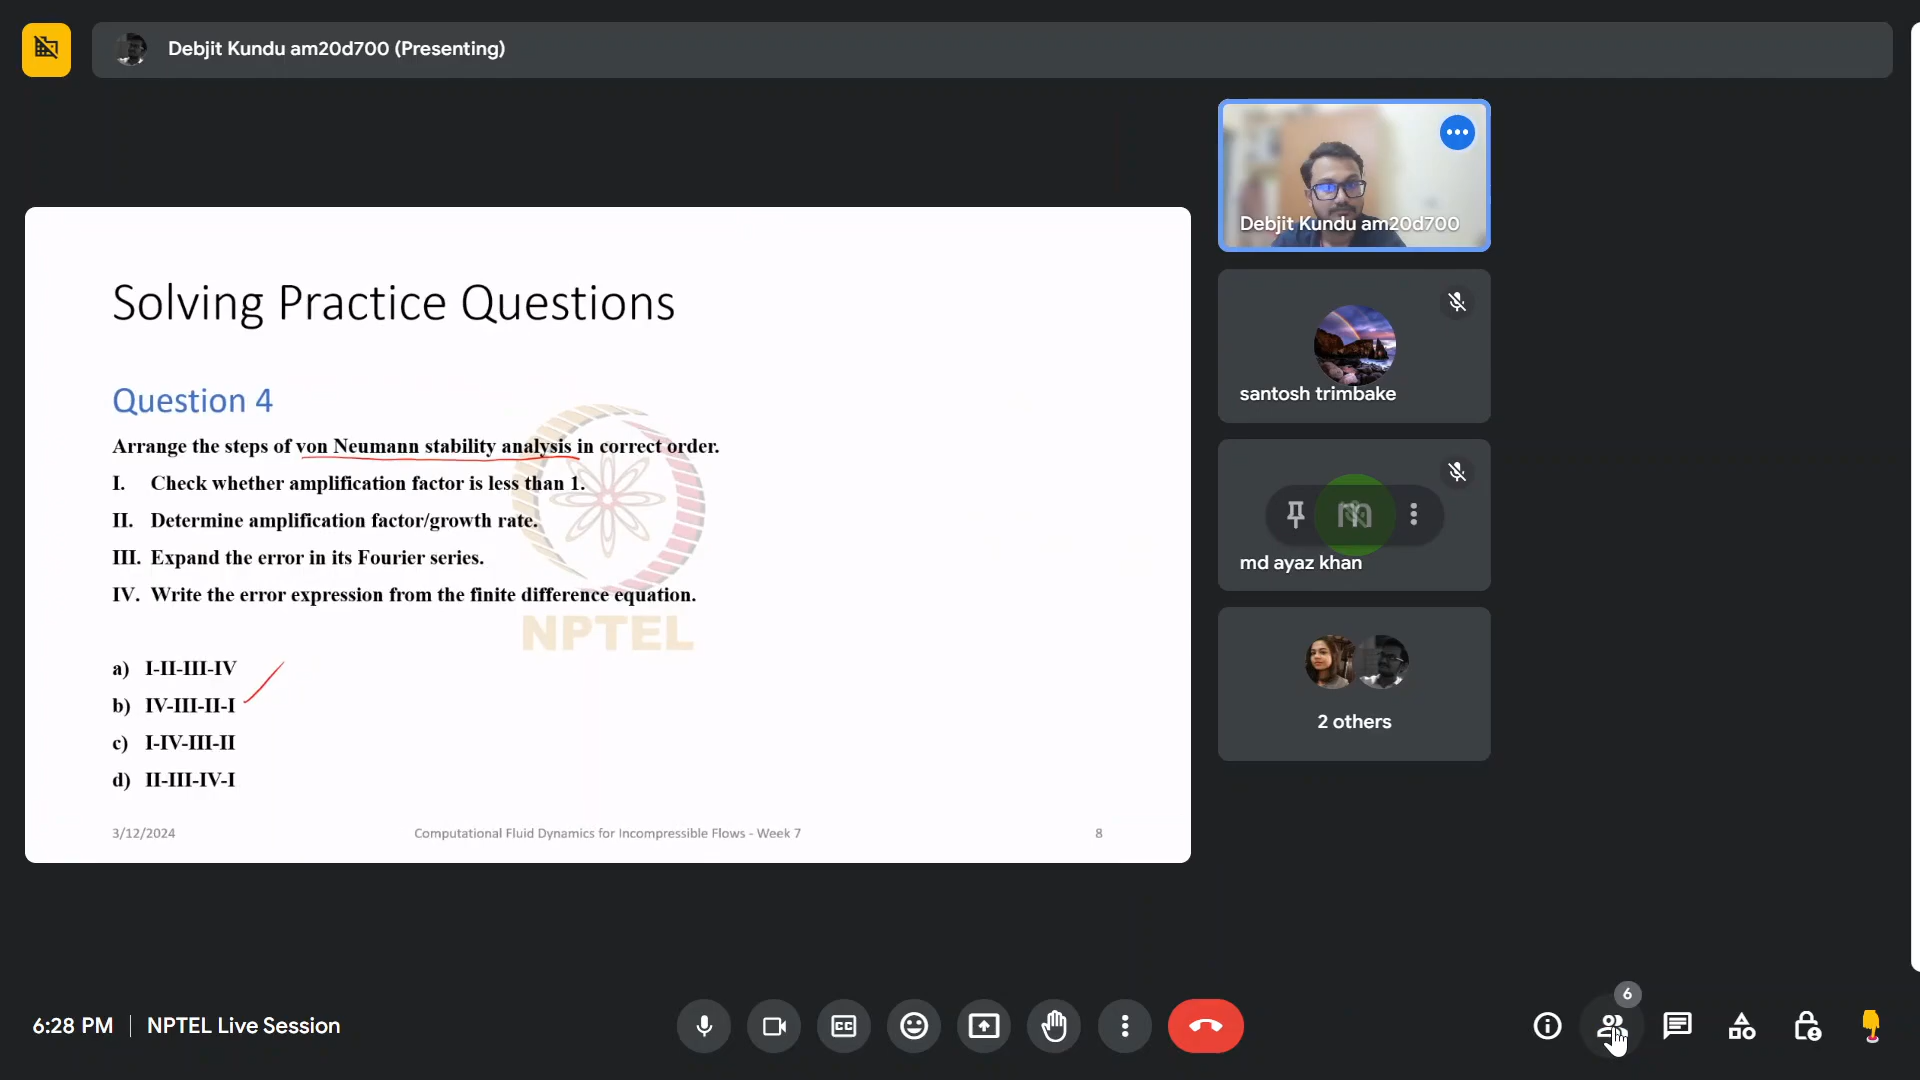 Debjit Kundu am20d700 (Presenting)
Debjit Kundu am20d700
santosh trimbake
m
md ayaz khan
2 others
Solving Practice Questions
Question 4
Arrange the steps of von Neumann stability analysis in correct order.
I. Check whether amplification factor is less than 1.
II. Determine amplification factor/growth rate.
III. Expand the error in its Fourier series.
IV. Write the error expression from the finite difference equation.
NPTEL
a) I-II-III-IV
b) IV-III-II-I
c) I-IV-III-II
d) II-III-IV-I
3/12/2024
Computational Fluid Dynamics for Incompressible Flows - Week 7
8
6:28 PM | NPTEL Live Session
CC
6